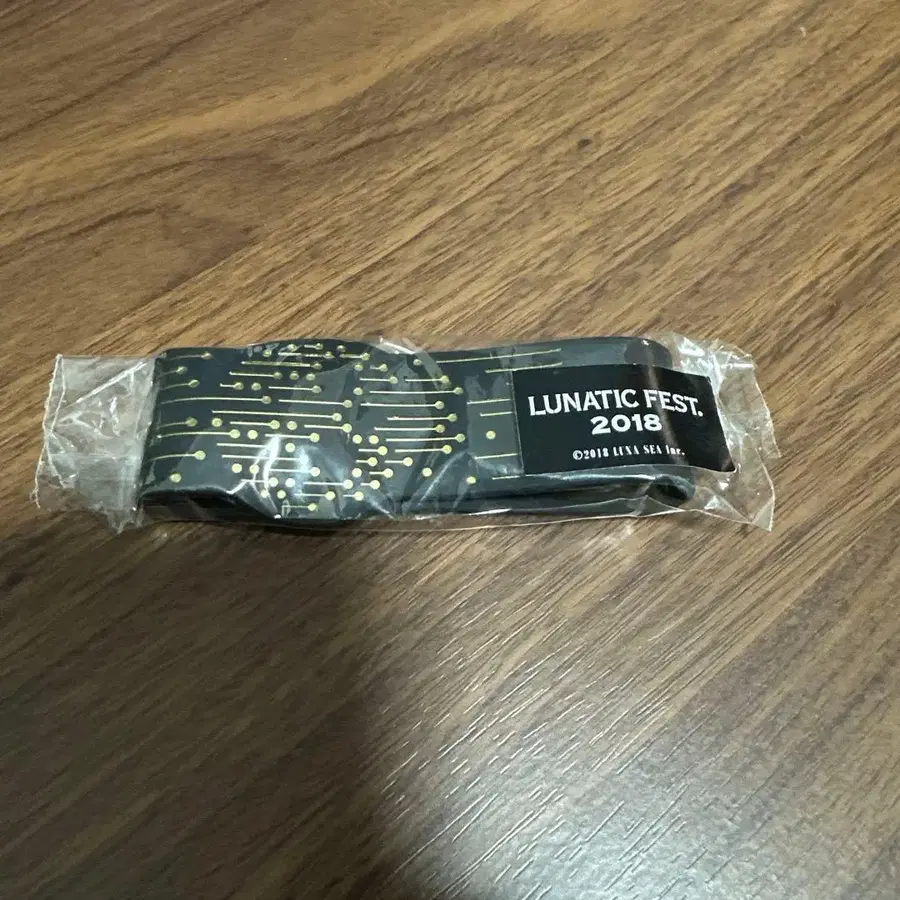 LUNATIC FEST.
2018
©2018 LUNA SEA Inc.